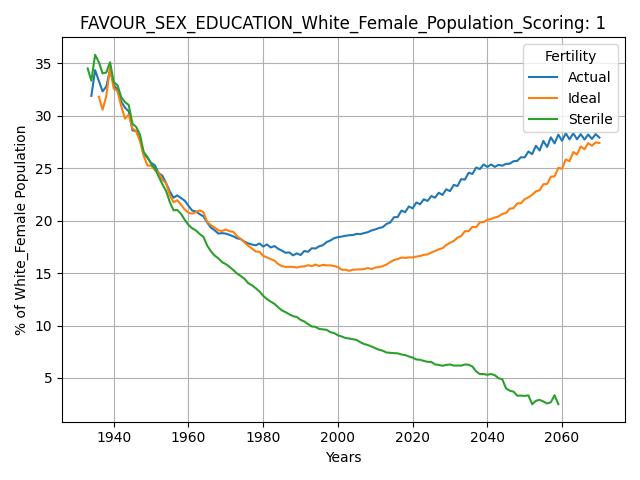 FAVOUR_SEX_EDUCATION_White_Female_Population_Scoring: 1
Fertility
Actual
Ideal
Sterile
% of White_Female Population
35
30
25
20
15
10
5
1940 1960 1980 2000 2020 2040 2060
Years